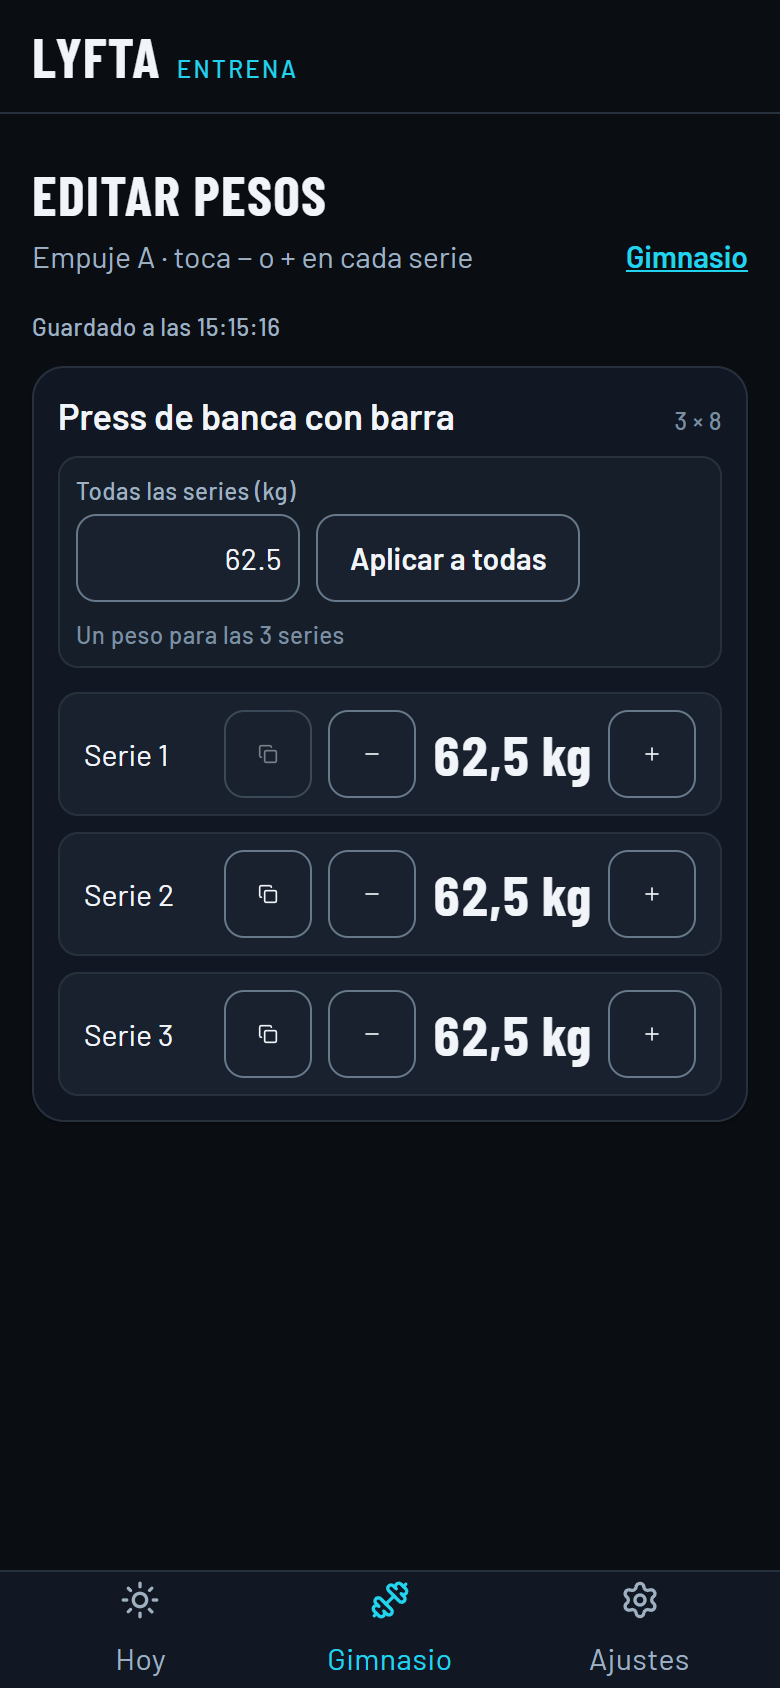 LYFTA ENTRENA
EDITAR PESOS
Empuje A · toca − o + en cada serie Gimnasio
Guardado a las 15:15:16
Press de banca con barra 3 × 8
Todas las series (kg)
62.5 Aplicar a todas
Un peso para las 3 series
Serie 1 − 62,5 kg +
Serie 2 − 62,5 kg +
Serie 3 − 62,5 kg +
Hoy Gimnasio Ajustes